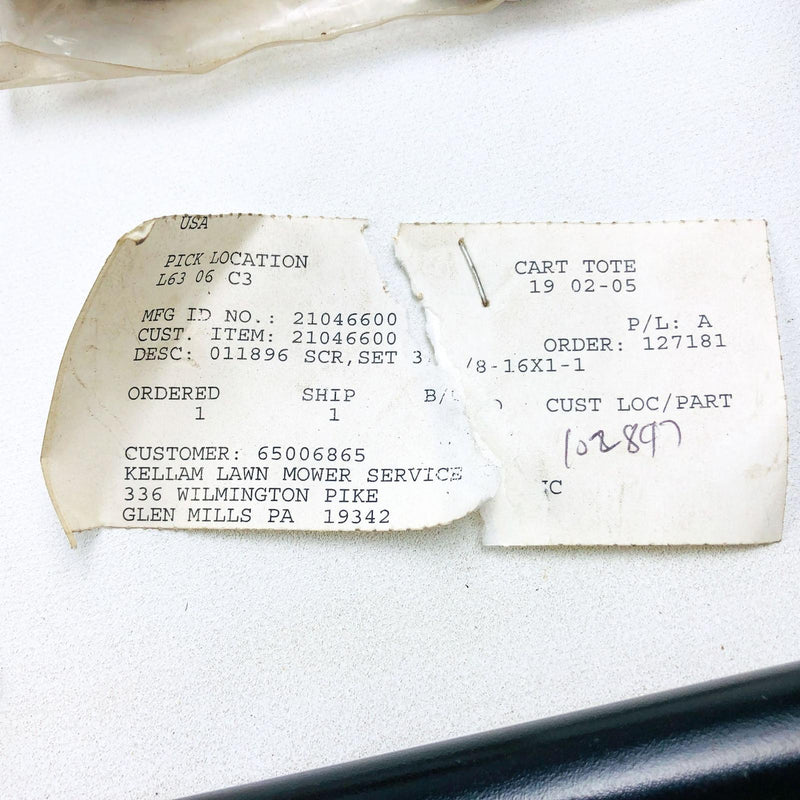 USA
PICK LOCATION CART TOTE
L63 06 C3 19 02-05
P/L: A
MFG ID NO.: 21046600 ORDER: 127181
CUST. ITEM: 21046600
DESC: 011896 SCR,SET 3 /8-16X1-1
ORDERED SHIP B/ CUST LOC/PART
1 1
102897
CUSTOMER: 65006865
KELLAM LAWN MOWER SERVICE
336 WILMINGTON PIKE
GLEN MILLS PA 19342